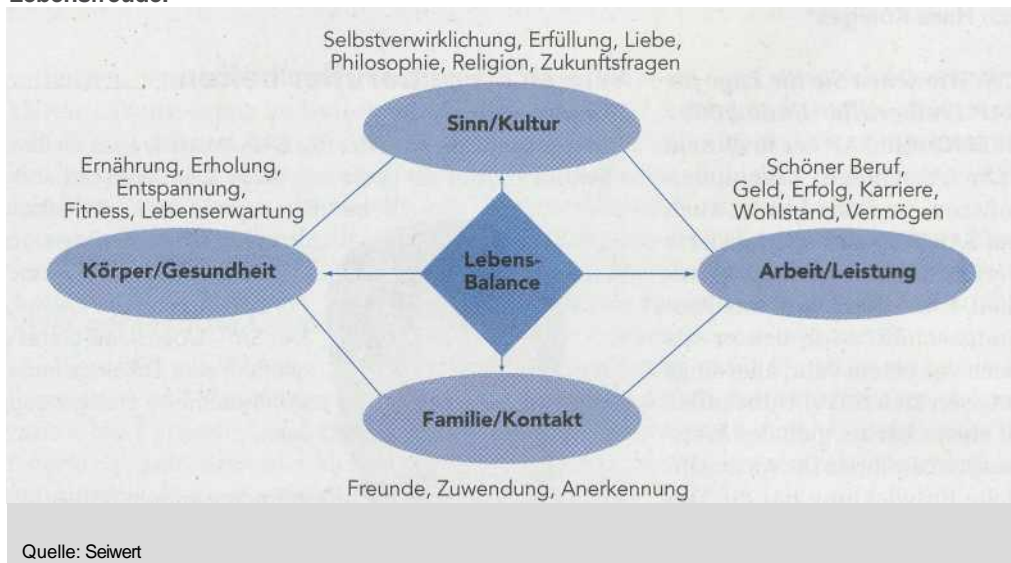 Lebensfreude.
Selbstverwirklichung, Erfüllung, Liebe,
Philosophie, Religion, Zukunftsfragen
Sinn/Kultur
Ernährung, Erholung,
Entspannung,
Fitness, Lebenserwartung
Körper/Gesundheit
Schöner Beruf,
Geld, Erfolg, Karriere,
Wohlstand, Vermögen
Arbeit/Leistung
Lebens-
Balance
Familie/Kontakt
Freunde, Zuwendung, Anerkennung
Quelle: Seiwert